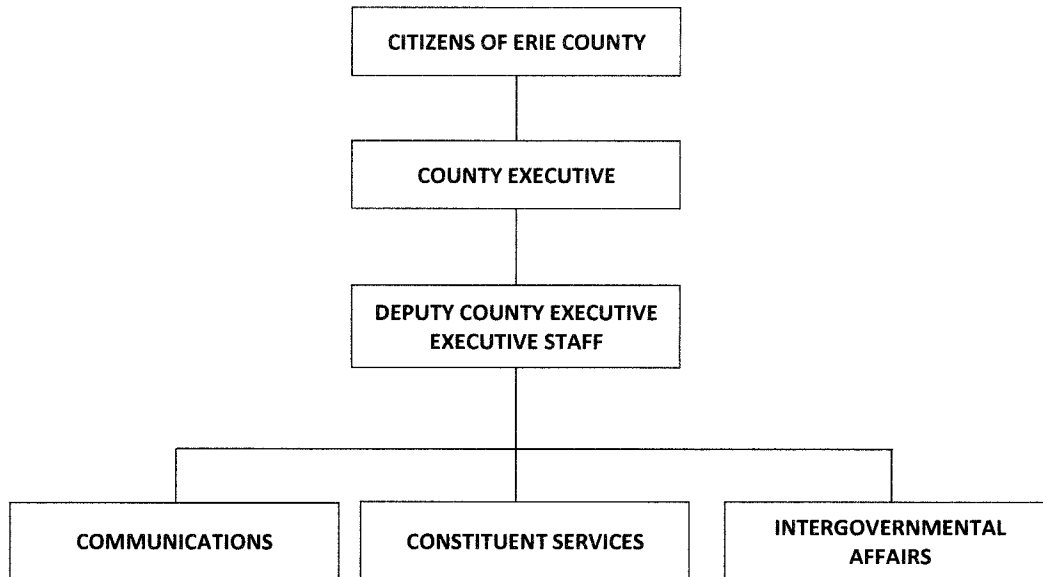 CITIZENS OF ERIE COUNTY
COUNTY EXECUTIVE
DEPUTY COUNTY EXECUTIVE
EXECUTIVE STAFF
COMMUNICATIONS
CONSTITUENT SERVICES
INTERGOVERNMENTAL
AFFAIRS